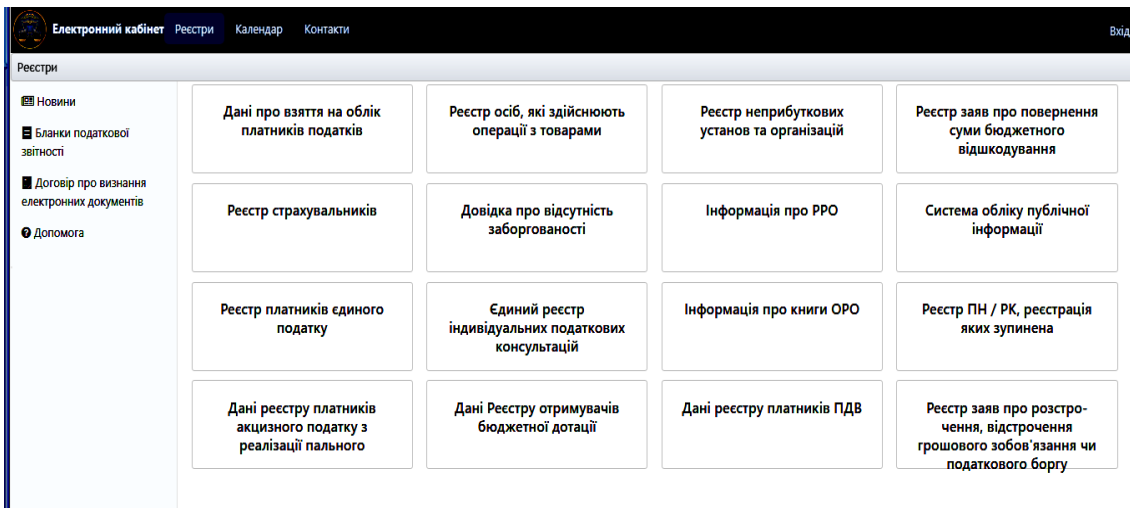 Електронний кабінет Реєстри Календар Контакти Вхід
Реєстри
Новини
Бланки податкової
звітності
Договір про визнання
електронних документів
Допомога
Дані про взяття на облік
платників податків
Реєстр осіб, які здійснюють
операції з товарами
Реєстр неприбуткових
установ та організацій
Реєстр заяв про повернення
суми бюджетного
відшкодування
Реєстр страхувальників
Довідка про відсутність
заборгованості
Інформація про РРО
Система обліку публічної
інформації
Реєстр платників єдиного
податку
Єдиний реєстр
індивідуальних податкових
консультацій
Інформація про книги ОРО
Реєстр ПН / РК, реєстрація
яких зупинена
Дані реєстру платників
акцизного податку з
реалізації пального
Дані Реєстру отримувачів
бюджетної дотації
Дані реєстру платників ПДВ
Реєстр заяв про розстро-
чення, відстрочення
грошового зобов'язання чи
податкового боргу